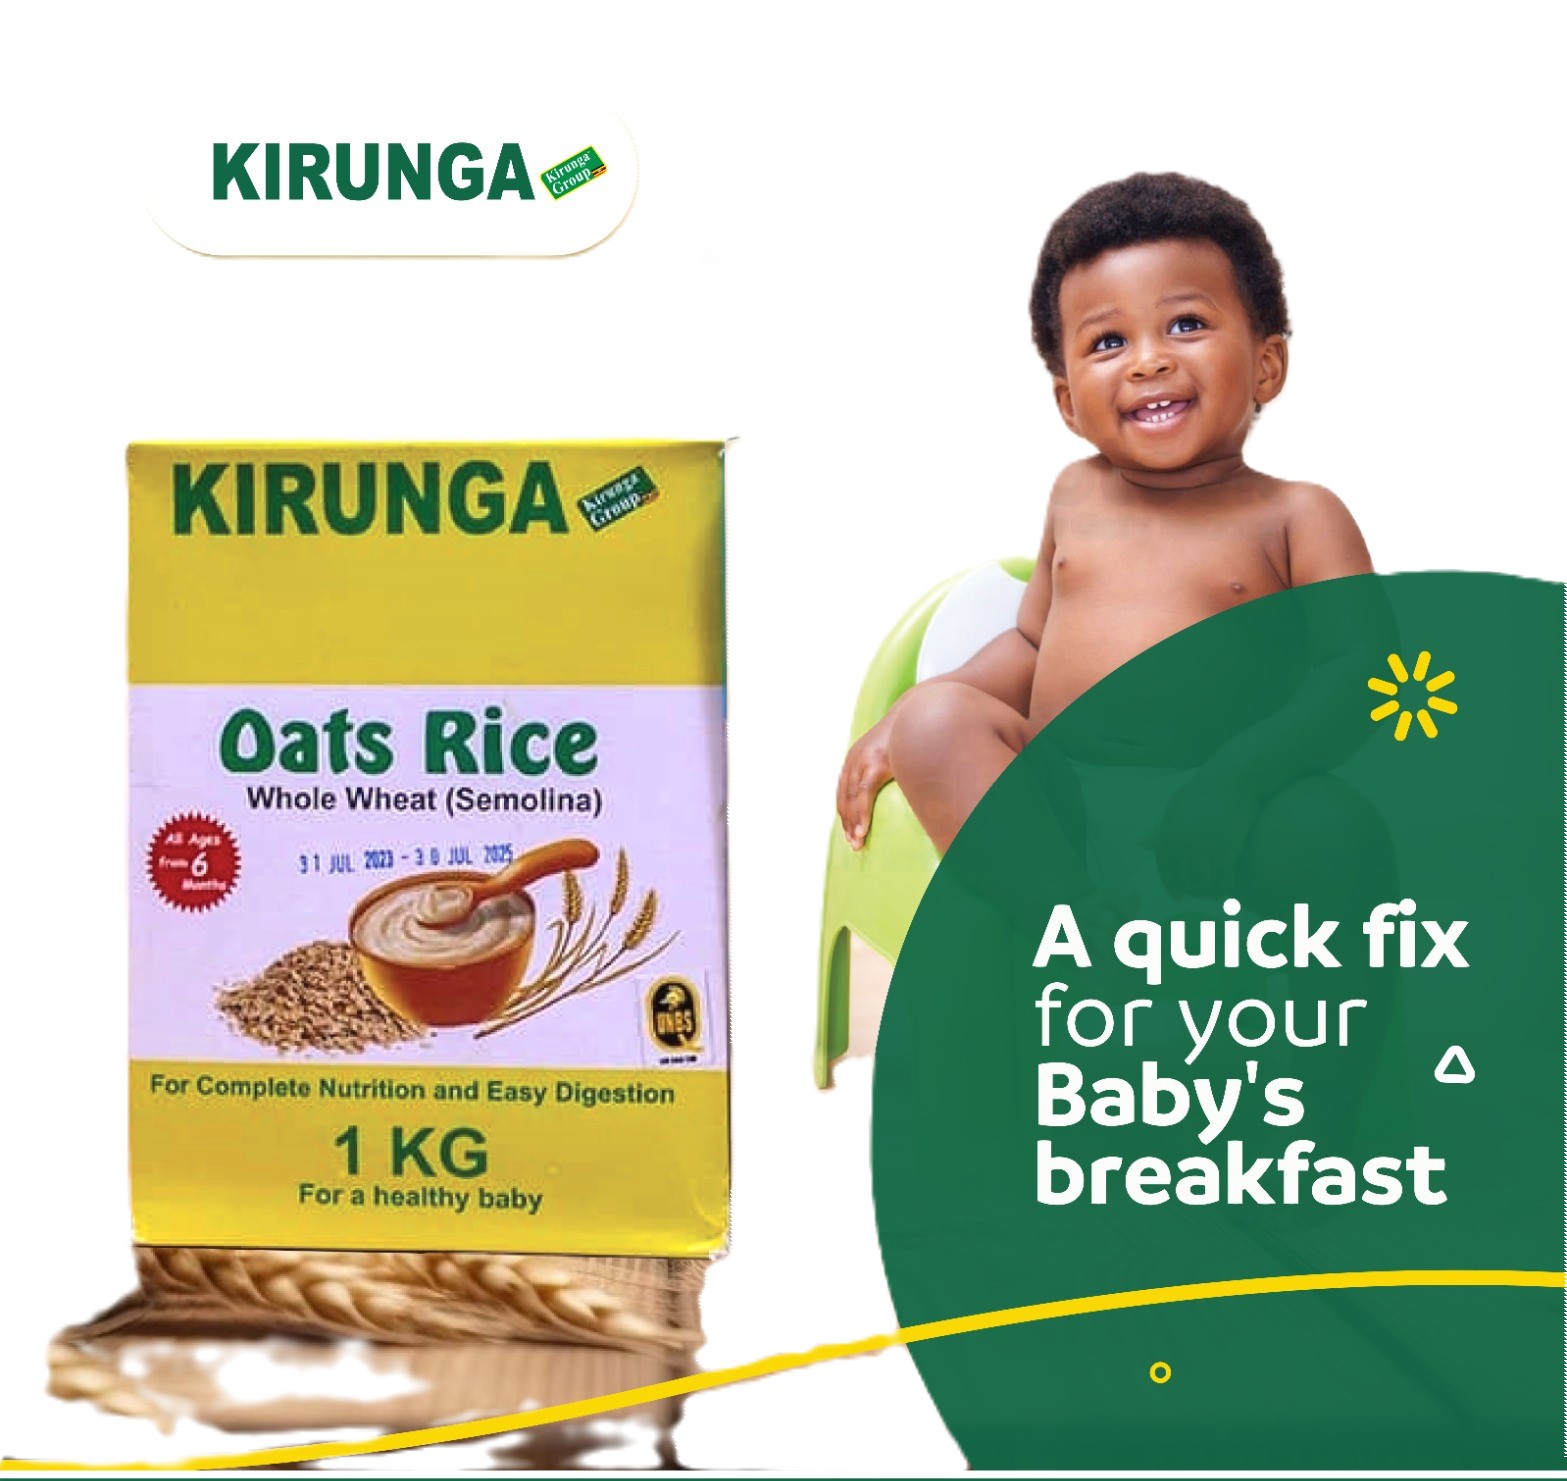 KIRUNGA
Kirunga
Group
KIRUNGA
Kirunga
Group
Oats Rice
Whole Wheat (Semolina)
All Ages
from 6
Months
31 JUL 2023 - 30 JUL 2025
UNBS
For Complete Nutrition and Easy Digestion
1 KG
For a healthy baby
A quick fix
for your
Baby's
breakfast